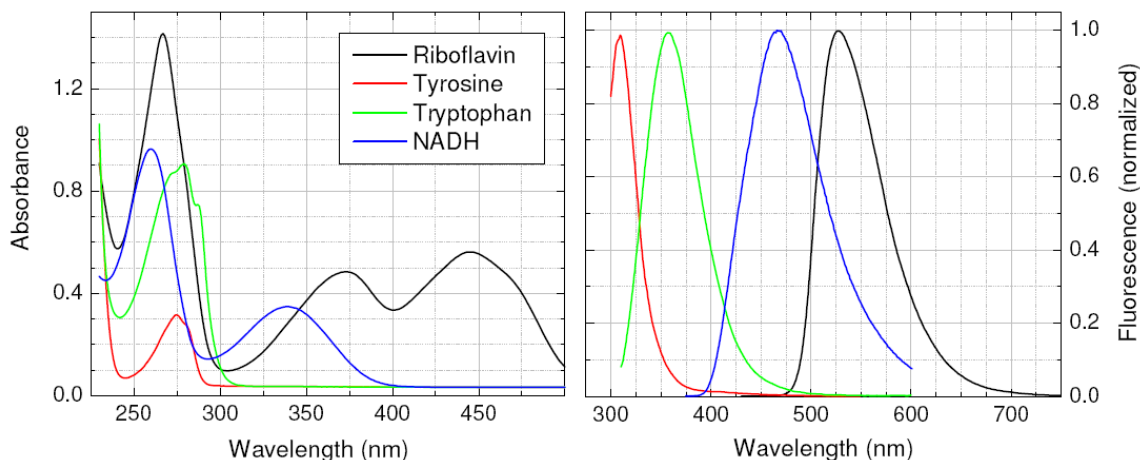 Riboflavin
Tyrosine
Tryptophan
NADH
Absorbance
1.2
0.8
0.4
0.0
250
300
350
400
450
Wavelength (nm)
1.0
0.8
0.6
0.4
0.2
0.0
Fluorescence (normalized)
300
400
500
600
700
Wavelength (nm)